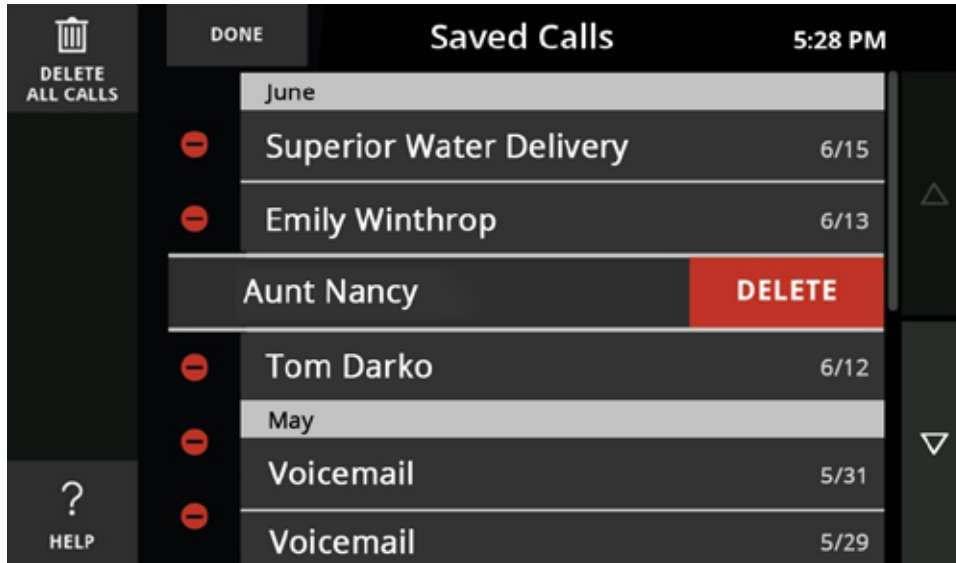 DELETE
ALL CALLS
DONE
Saved Calls
5:28 PM
June
Superior Water Delivery 6/15
Emily Winthrop 6/13
Aunt Nancy DELETE
Tom Darko 6/12
May
Voicemail 5/31
Voicemail 5/29
?
HELP